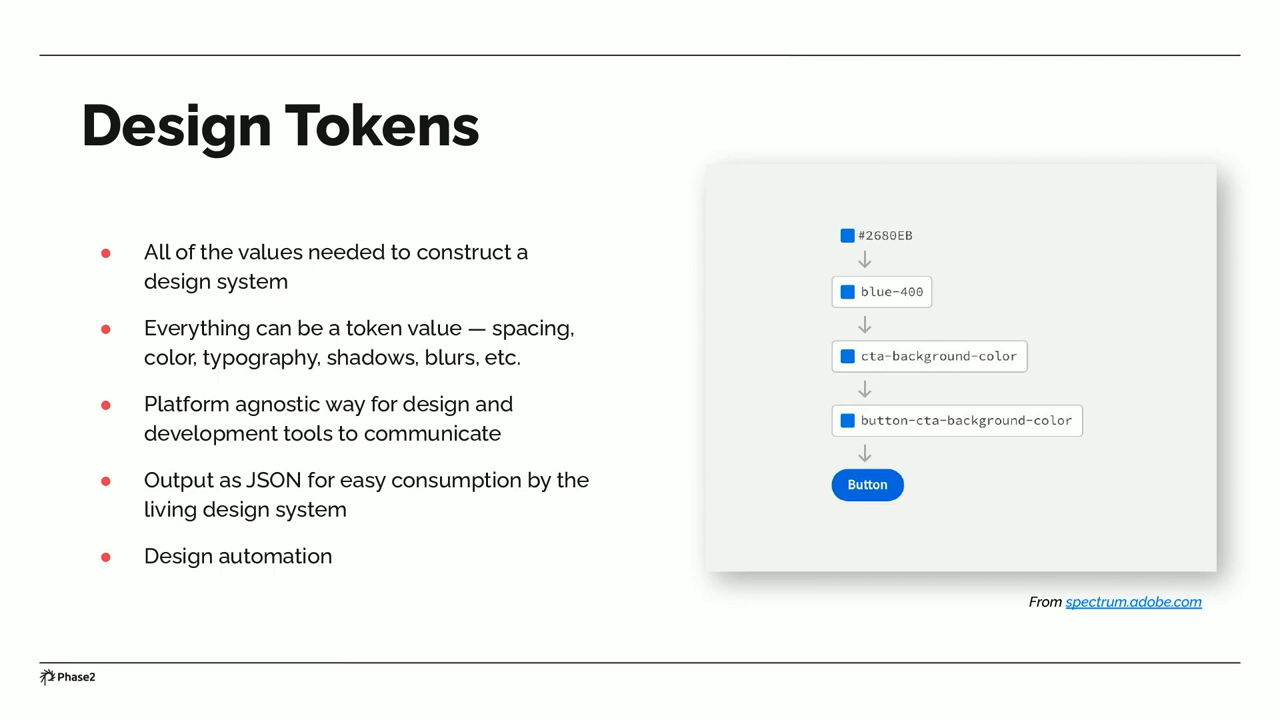 Design Tokens
All of the values needed to construct a
design system
Everything can be a token value — spacing,
color, typography, shadows, blurs, etc.
Platform agnostic way for design and
development tools to communicate
Output as JSON for easy consumption by the
living design system
Design automation
#2680EB
blue-400
cta-background-color
button-cta-background-color
Button
From spectrum.adobe.com
Phase2